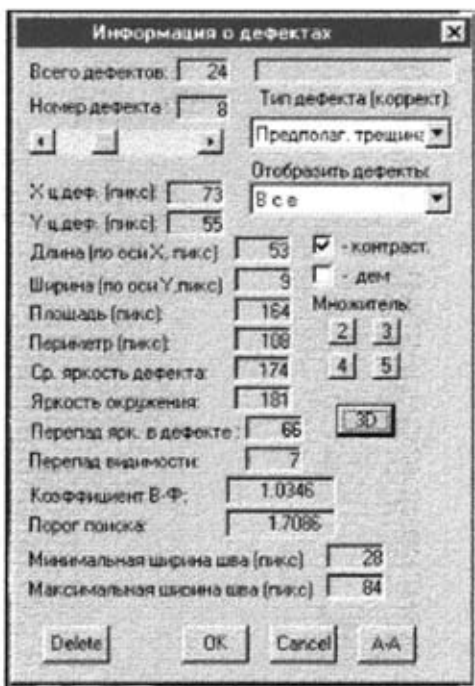 Информация о дефектах
Всего дефектов: 24
Номер дефекта : 8
Тип дефекта (коррект):
Предполаг. трещина
Отобразить дефекты:
В с е
X ц.деф. (пикс): 73
Y ц.деф. (пикс): 55
Длина (по оси X, пикс) 53
- контраст.
Ширина (по оси Y,пикс) 9
- дем
Площадь (пикс): 164
Множитель:
2 3
4 5
Периметр (пикс): 108
Ср. яркость дефекта: 174
Яркость окружения: 181
3D
Перепад ярк. в дефекте : 66
Перепад видимости: 7
Коэффициент В-Ф: 1.0346
Порог поиска: 1.7086
Минимальная ширина шва (пикс) 28
Максимальная ширина шва (пикс) 84
Delete OK Cancel A-A